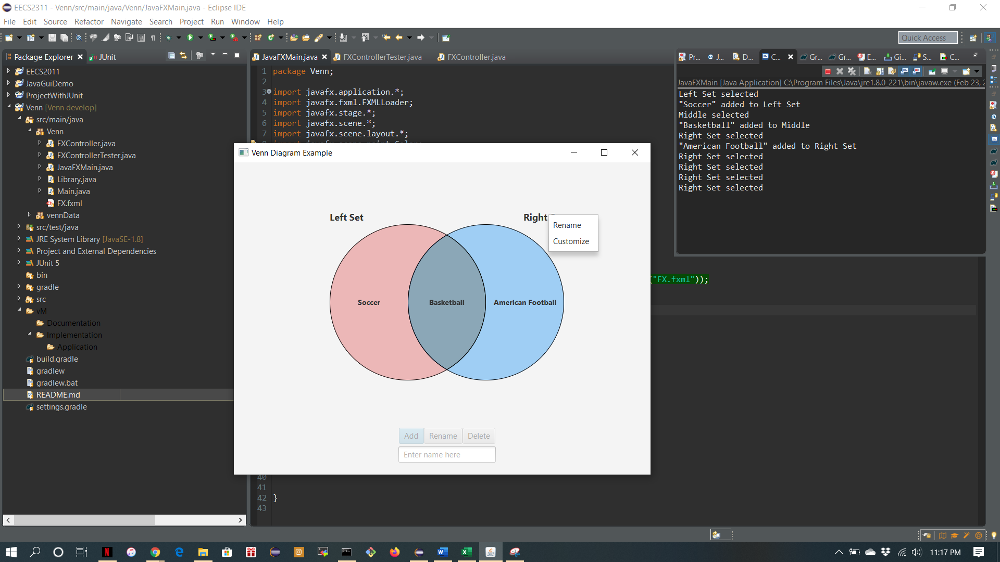 EECS2311 - Venn/src/main/java/Venn/JavaFXMain.java - Eclipse IDE
File Edit Source Refactor Navigate Search Project Run Window Help
Quick Access
Package Explorer
JUnit
EECS2011
JavaGuiDemo
ProjectWithJUnit
Venn [Venn develop]
src/main/java
Venn
FXController.java
FXControllerTester.java
JavaFXMain.java
Library.java
Main.java
FX.fxml
vennData
src/test/java
JRE System Library [JavaSE-1.8]
Project and External Dependencies
JUnit 5
bin
gradle
src
vM
Documentation
Implementation
Application
build.gradle
gradlew
gradlew.bat
README.md
settings.gradle
JavaFXMain.java FXControllerTester.java FXController.java
1 package Venn;
2
3 import javafx.application.*;
4 import javafx.fxml.FXMLLoader;
5 import javafx.stage.*;
6 import javafx.scene.*;
7 import javafx.scene.layout.*;
("FX.fxml"));
40
41
42 }
43
Pr... J... D... C... Gr... Gr... E... Gi... S... C...
JavaFXMain [Java Application] C:\Program Files\Java\jre1.8.0_221\bin\javaw.exe (Feb 23, 2
Left Set selected
"Soccer" added to Left Set
Middle selected
"Basketball" added to Middle
Right Set selected
"American Football" added to Right Set
Right Set selected
Right Set selected
Right Set selected
Right Set selected
Venn Diagram Example
Left Set
Right
Rename
Customize
Soccer
Basketball
American Football
Add Rename Delete
Enter name here
11:17 PM